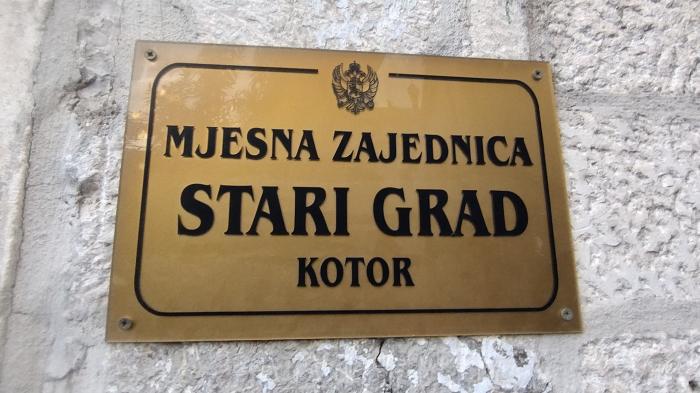 MJESNA ZAJEDNICA
STARI GRAD
KOTOR